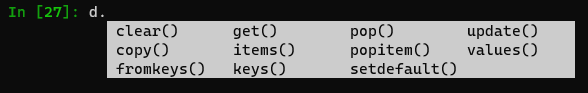 In [27]: d.
clear() get() pop() update()
copy() items() popitem() values()
fromkeys() keys() setdefault()